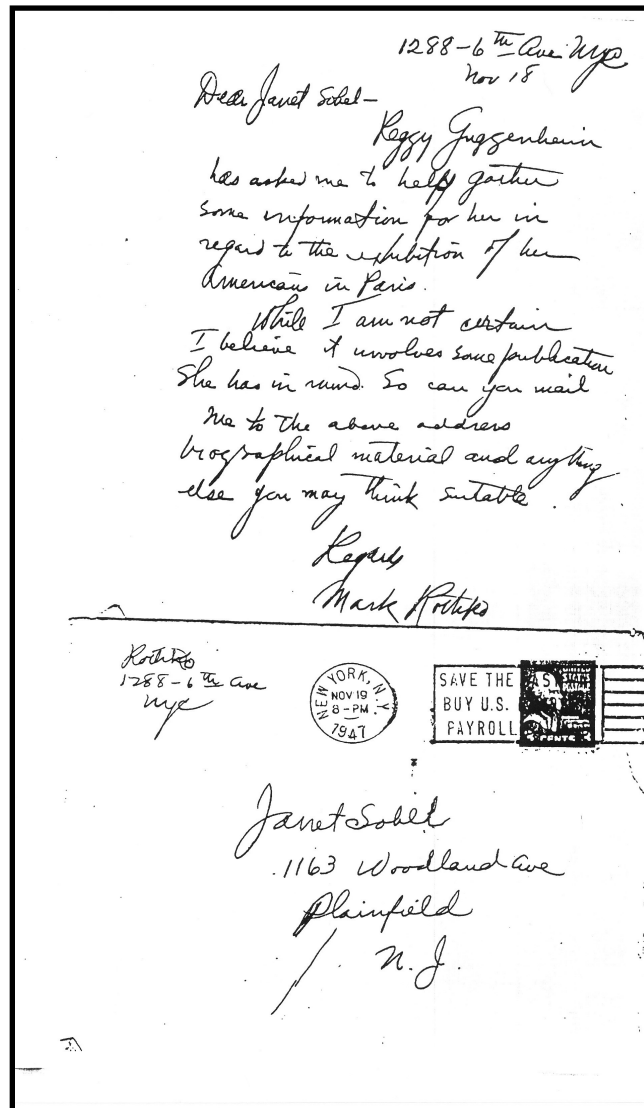 1288-6th Ave Nyc
Nov 18
Dear Janet Sobel-
Peggy Guggenheim
has asked me to help gather
some information for her in
regard to the exhibition of her
Americans in Paris.
While I am not certain
I believe it involves some publication
She has in mind. So can you mail
me to the above address
biographical material and anything
else you may think suitable.
Regards
Mark Rothko
Rothko
1288-6th Ave
Nyc
NEW YORK, N.Y.
NOV 19
8-PM
1947
SAVE THE EASY WAY
BUY U.S.
PAYROLL
CENTS
Janet Sobel
1163 Woodland Ave
Plainfield
N.J.